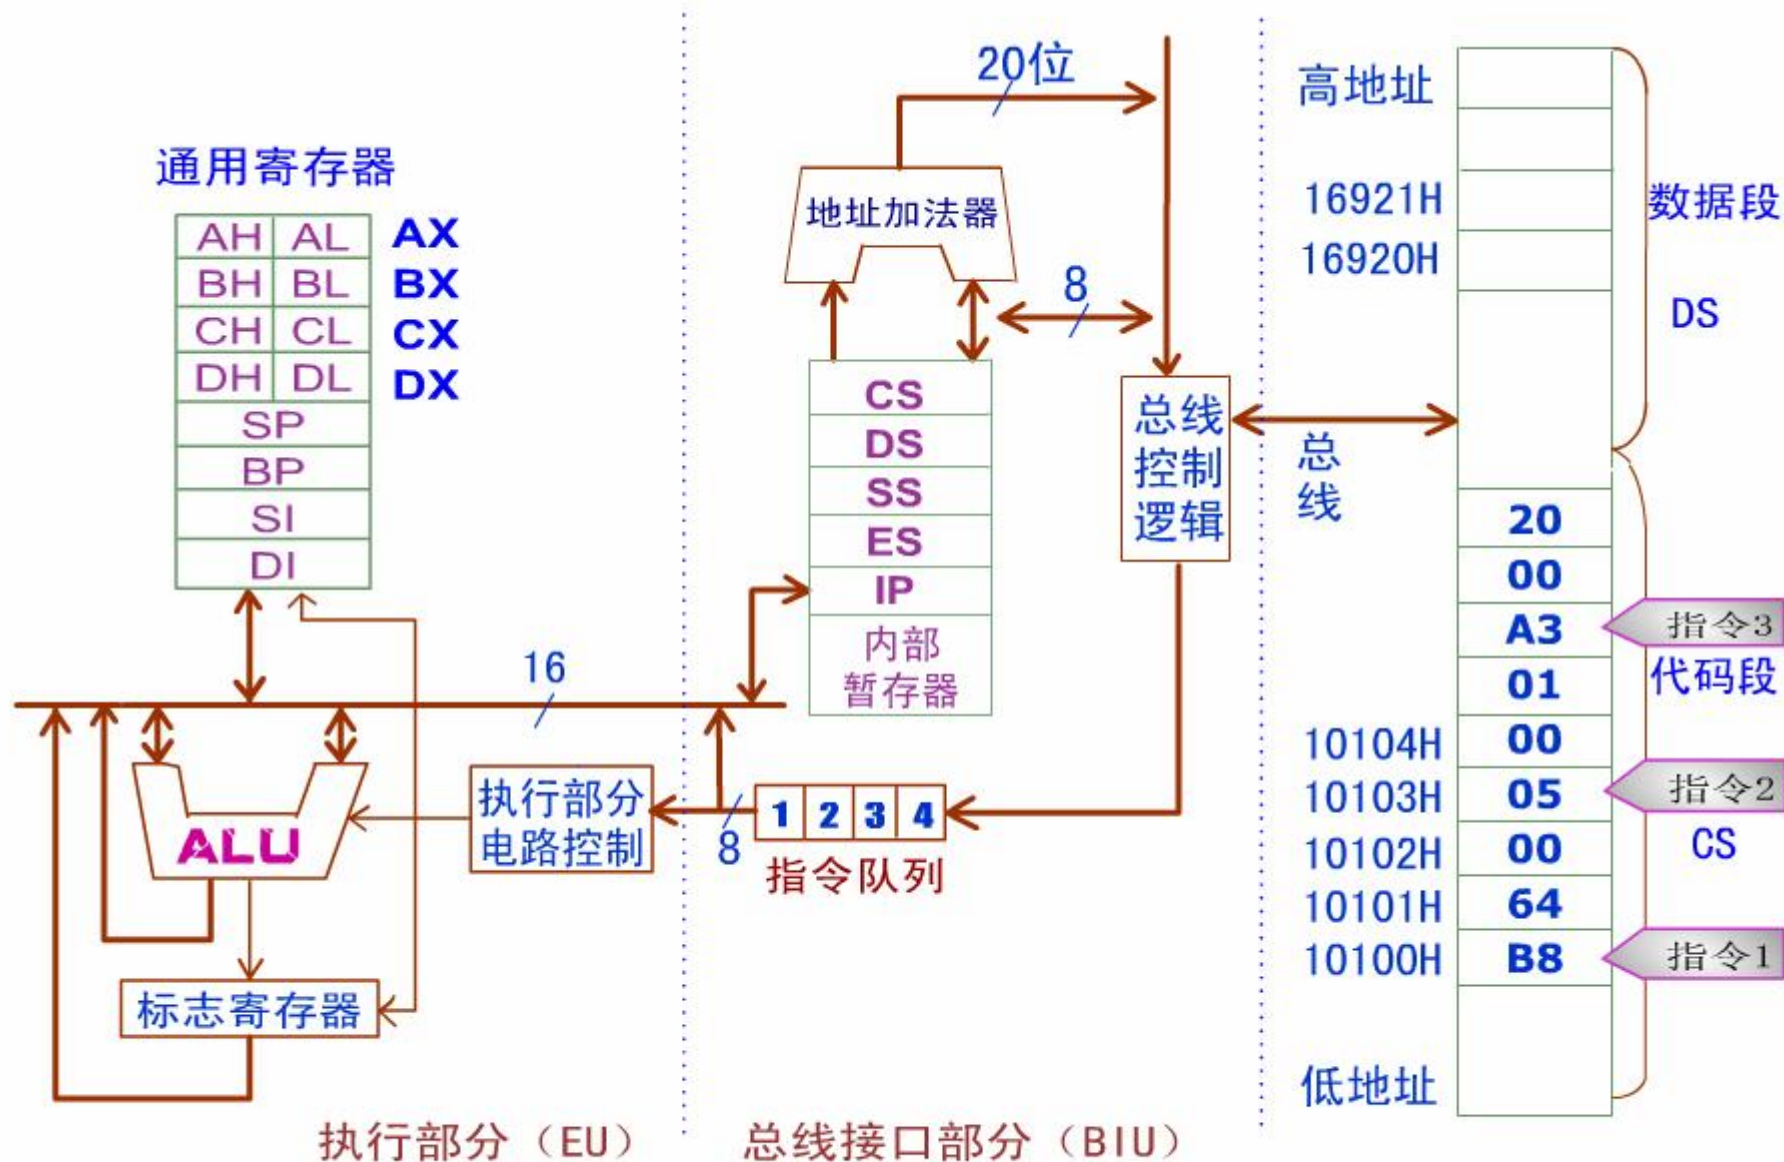 通用寄存器
AH AL AX
BH BL BX
CH CL CX
DH DL DX
SP
BP
SI
DI
16
ALU
执行部分
电路控制
标志寄存器
执行部分（EU）
20位
地址加法器
8
CS
DS
SS
ES
IP
内部
暂存器
总线
控制
逻辑
8
1 2 3 4
指令队列
总线接口部分（BIU）
总
线
高地址
16921H
16920H
数据段
DS
20
00
A3 指令3
代码段
01
10104H 00
10103H 05 指令2
CS
10102H 00
10101H 64
10100H B8 指令1
低地址